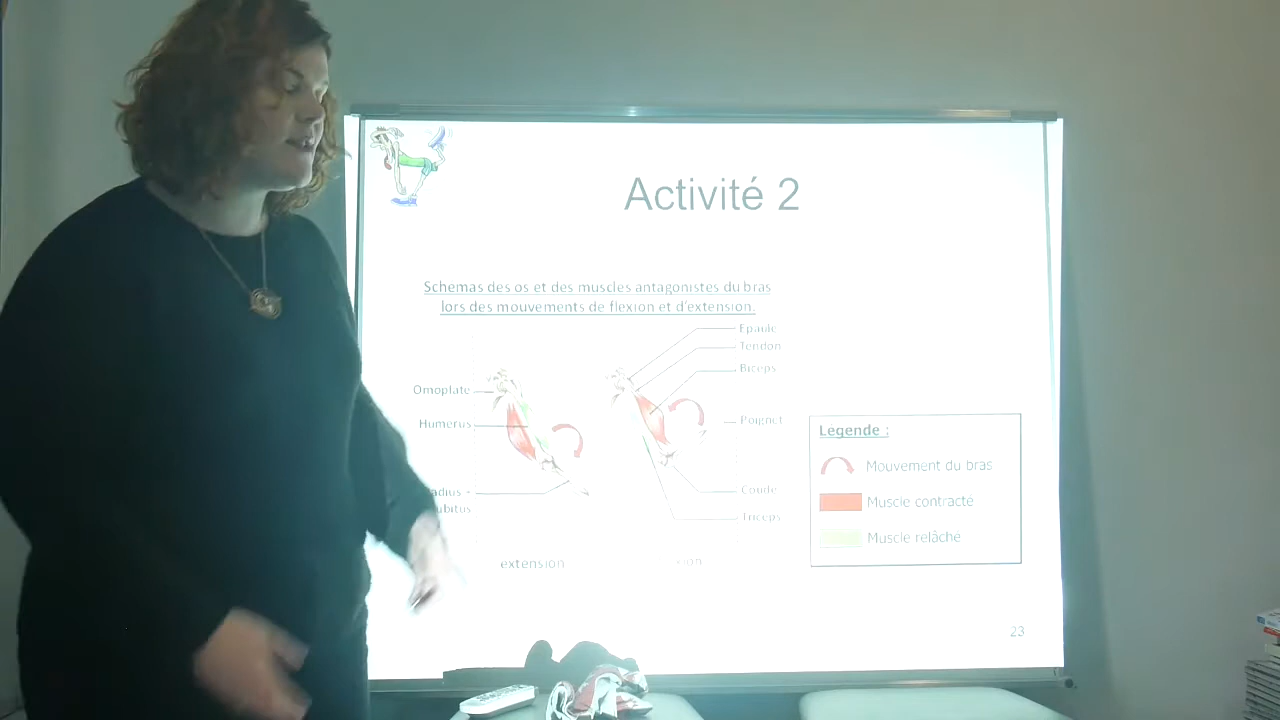 Activité 2
Schemas des os et des muscles antagonistes du bras
lors des mouvements de flexion et d'extension.
Epaule
Tendon
Biceps
Omoplate
Humerus
Poignet
Coude
Triceps
extension
Legende :
Mouvement du bras
Muscle contracté
Muscle relâché
23